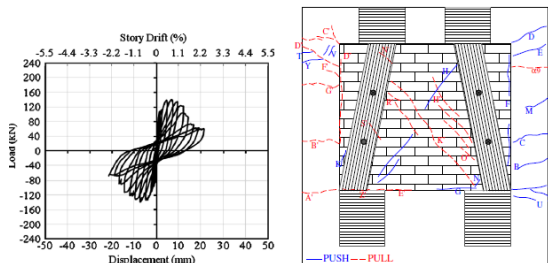 Story Drift (%)
-5.5 -4.4 -3.3 -2.2 -1.1 0 1.1 2.2 3.3 4.4 5.5
Load (KN)
240
200
160
120
80
40
0
-40
-80
-120
-160
-200
-240
-50 -40 -30 -20 -10 0 10 20 30 40 50
Displacement (mm)
C
D
T
Y
F
G
B
A
D
E
M
C
B
U
H
K
G
E
PUSH PULL